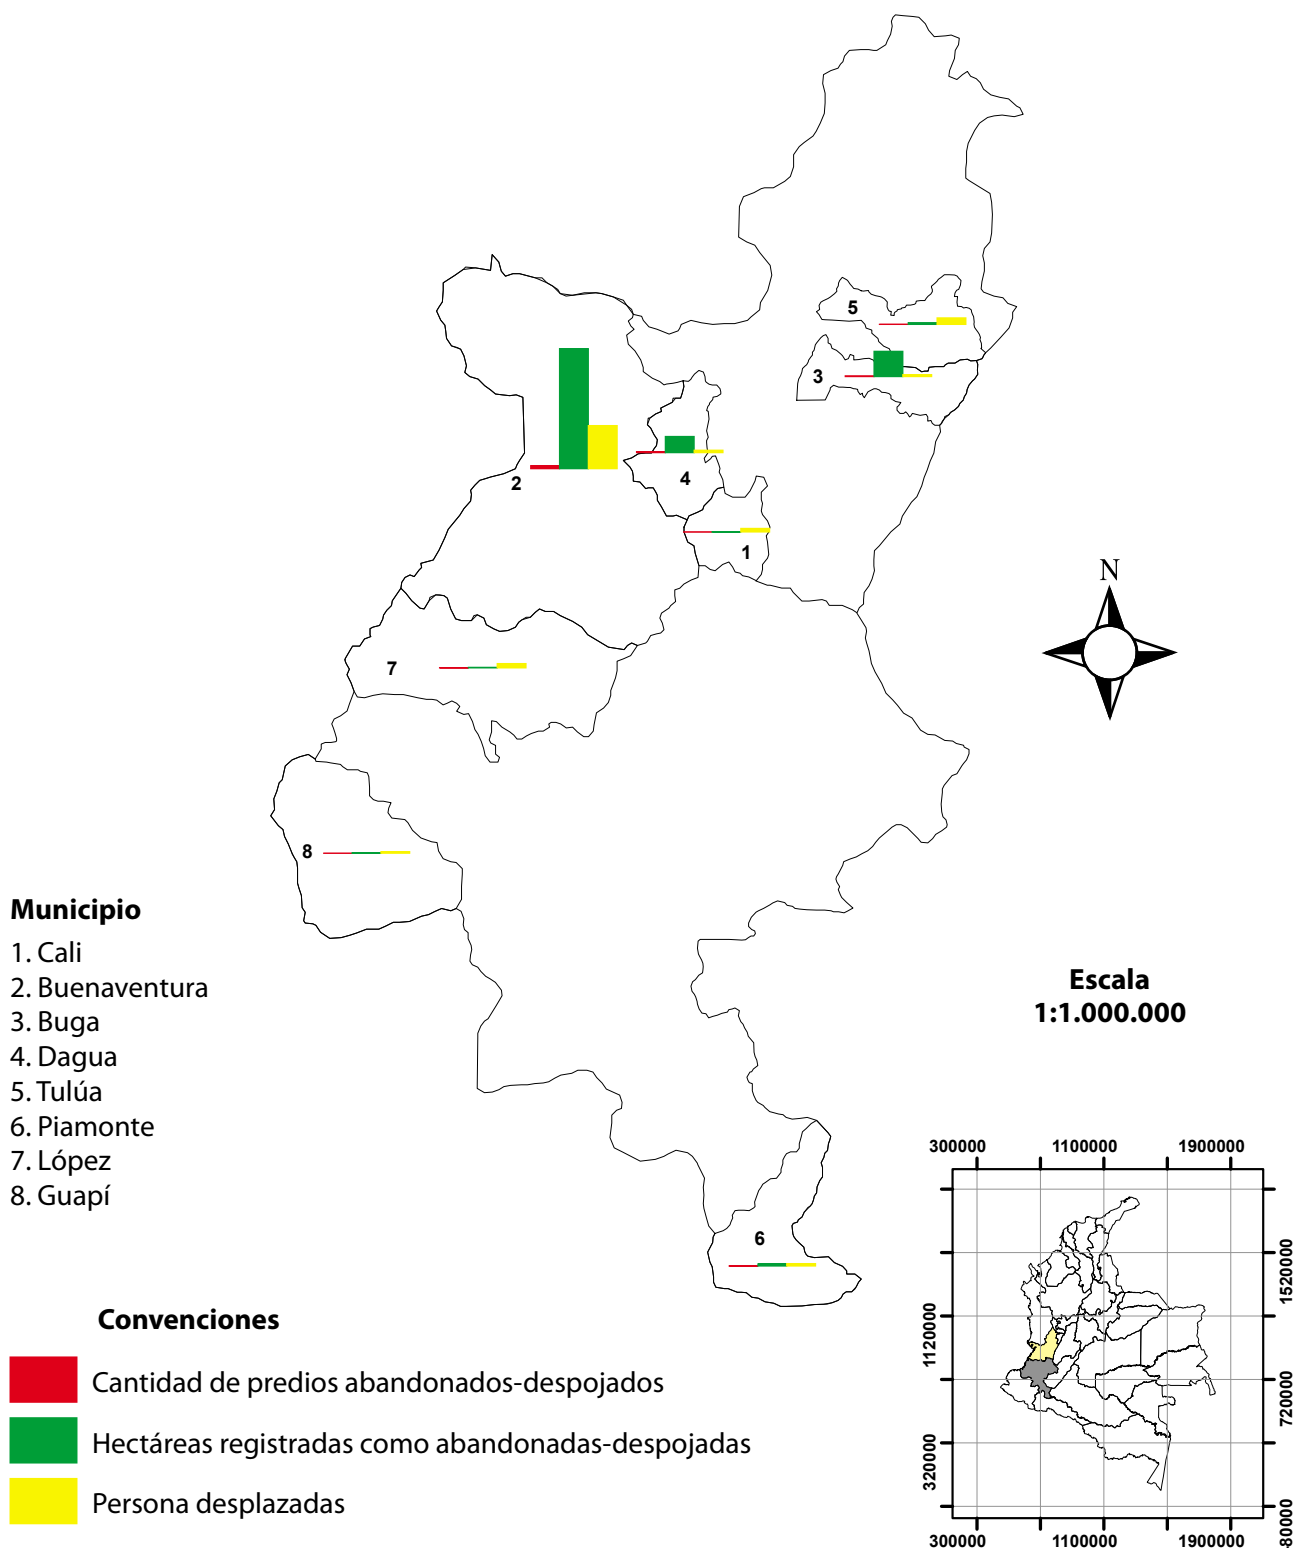 5
3
2
4
1
N
7
8
Municipio
1. Cali
2. Buenaventura
3. Buga
4. Dagua
5. Tulúa
6. Piamonte
7. López
8. Guapí
Escala
1:1.000.000
6
Convenciones
Cantidad de predios abandonados-despojados
Hectáreas registradas como abandonadas-despojadas
Persona desplazadas
300000 1100000 1900000
1120000
320000
1520000
720000
80000
300000 1100000 1900000